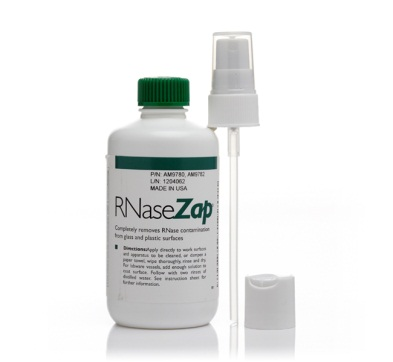 P/N: AM9780, AM9782
L/N: 1204062
MADE IN USA
RNaseZap
Completely removes RNase contamination
from glass and plastic surfaces
Directions: Apply directly to work surfaces
and apparatus to be cleaned, or dampen a
paper towel, wipe thoroughly, rinse and dry.
For labware vessels, add enough solution to
coat surface. Follow with two rinses of
distilled water. See instruction sheet for
further information.